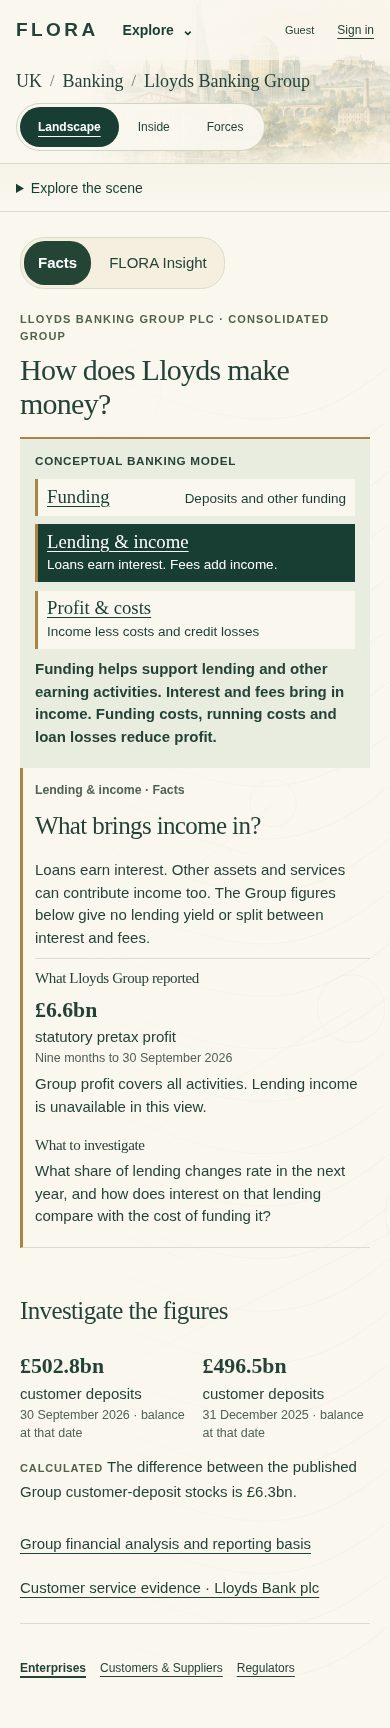 FLORA Explore ⌄ Guest Sign in
UK / Banking / Lloyds Banking Group
Landscape Inside Forces
▶ Explore the scene
Facts FLORA Insight
LLOYDS BANKING GROUP PLC · CONSOLIDATED
GROUP
How does Lloyds make
money?
CONCEPTUAL BANKING MODEL
Funding Deposits and other funding
Lending & income
Loans earn interest. Fees add income.
Profit & costs
Income less costs and credit losses
Funding helps support lending and other
earning activities. Interest and fees bring in
income. Funding costs, running costs and
loan losses reduce profit.
Lending & income · Facts
What brings income in?
Loans earn interest. Other assets and services
can contribute income too. The Group figures
below give no lending yield or split between
interest and fees.
What Lloyds Group reported
£6.6bn
statutory pretax profit
Nine months to 30 September 2026
Group profit covers all activities. Lending income
is unavailable in this view.
What to investigate
What share of lending changes rate in the next
year, and how does interest on that lending
compare with the cost of funding it?
Investigate the figures
£502.8bn £496.5bn
customer deposits customer deposits
30 September 2026 · balance 31 December 2025 · balance
at that date at that date
CALCULATED The difference between the published
Group customer-deposit stocks is £6.3bn.
Group financial analysis and reporting basis
Customer service evidence · Lloyds Bank plc
Enterprises Customers & Suppliers Regulators